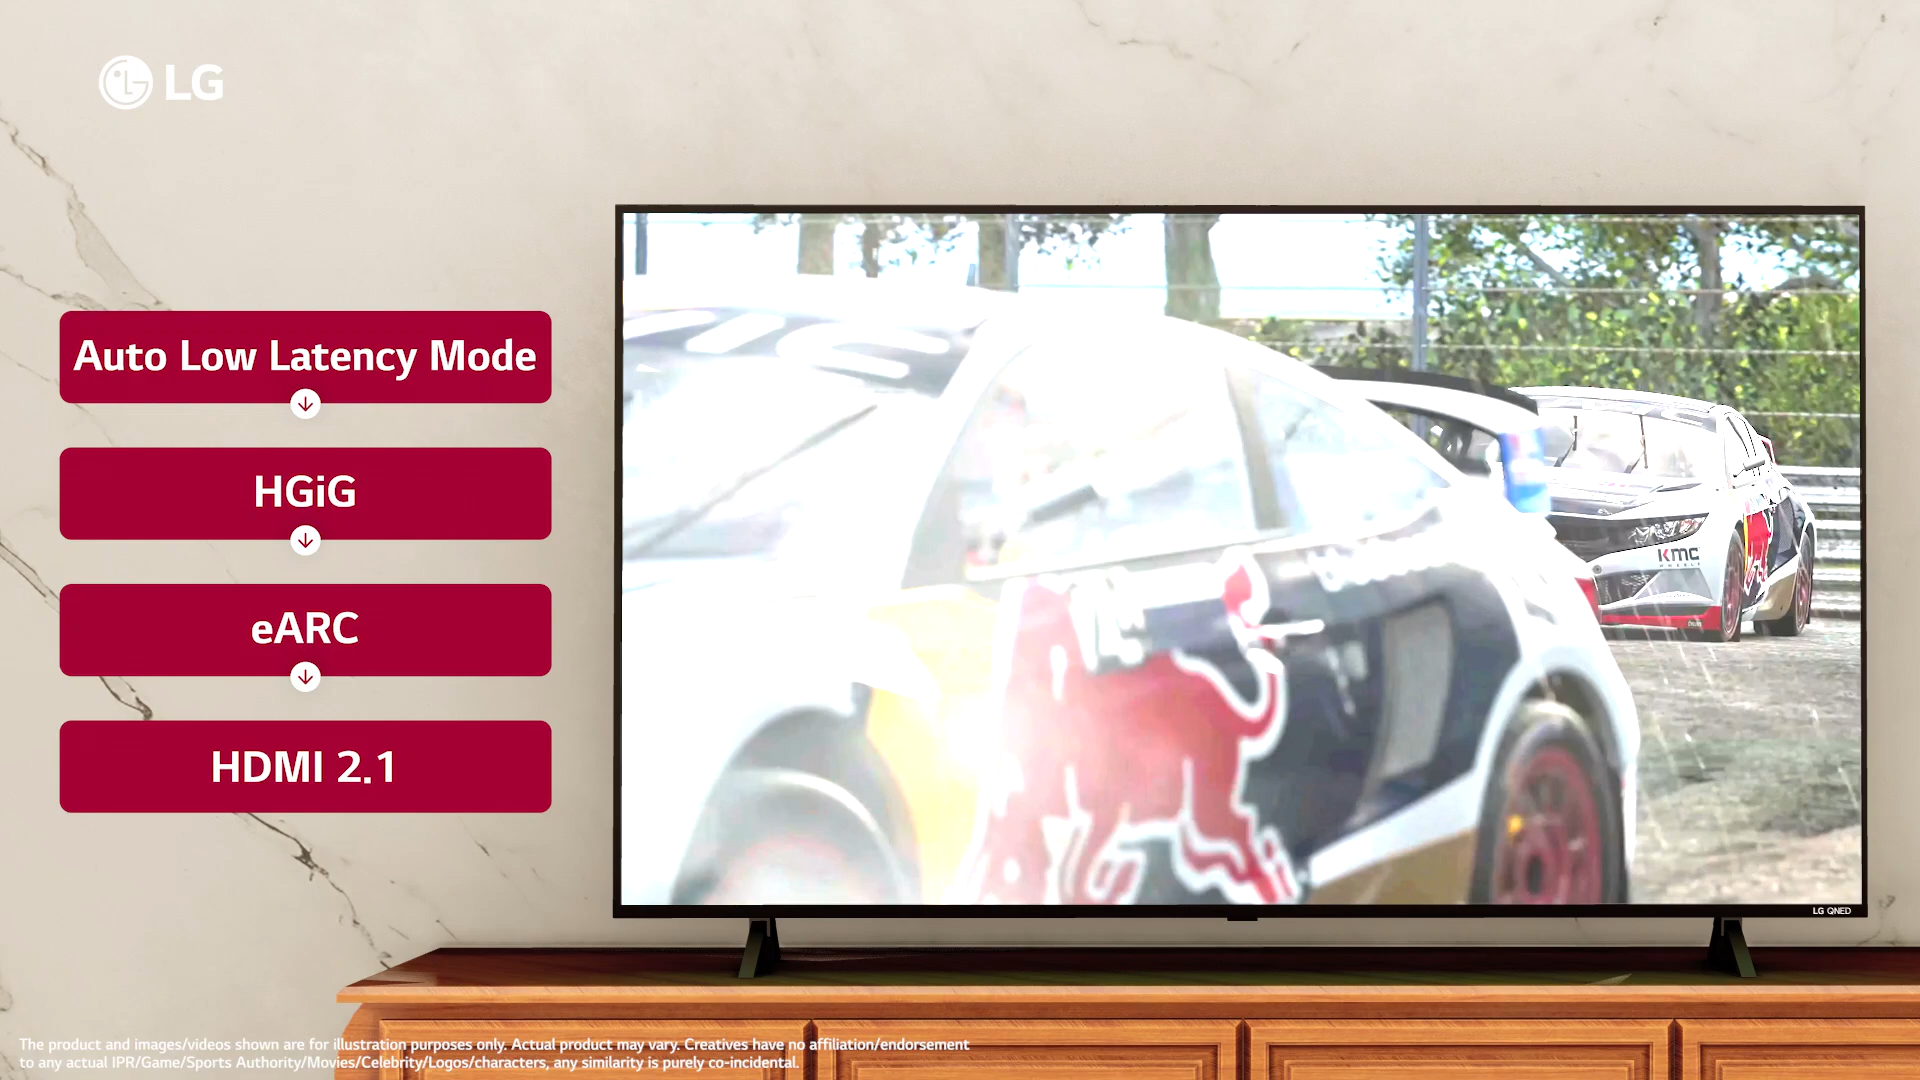 LG
Auto Low Latency Mode
HGiG
eARC
HDMI 2.1
KMC
WHEELS
LG QNED
The product and images/videos shown are for illustration purposes only. Actual product may vary. Creatives have no affiliation/endorsement
to any actual IPR/Game/Sports Authority/Movies/Celebrity/Logos/characters, any similarity is purely co-incidental.